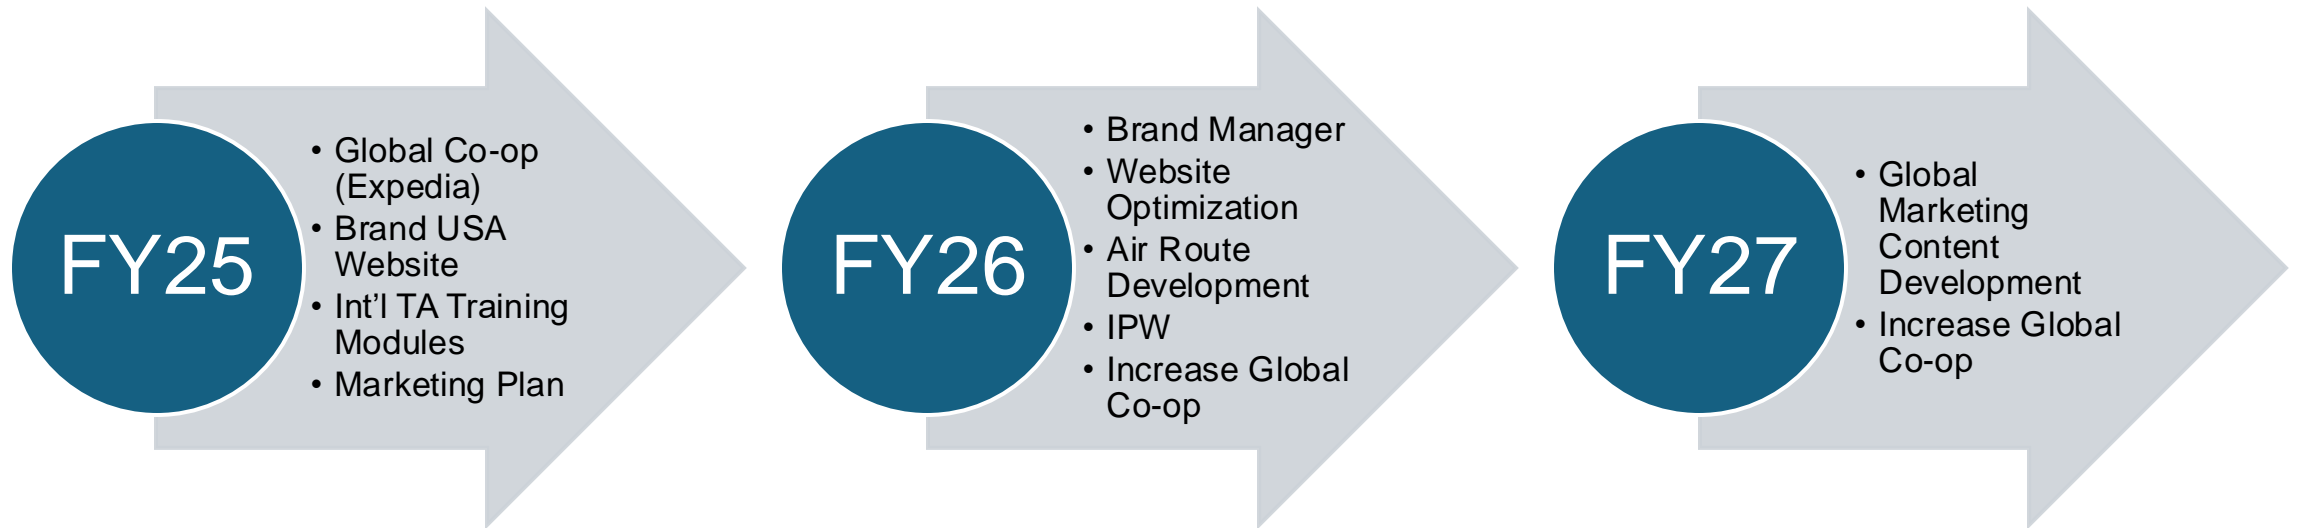 FY25
• Global Co-op
(Expedia)
• Brand USA
Website
• Int’l TA Training
Modules
• Marketing Plan
FY26
• Brand Manager
• Website
Optimization
• Air Route
Development
• IPW
• Increase Global
Co-op
FY27
• Global
Marketing
Content
Development
• Increase Global
Co-op